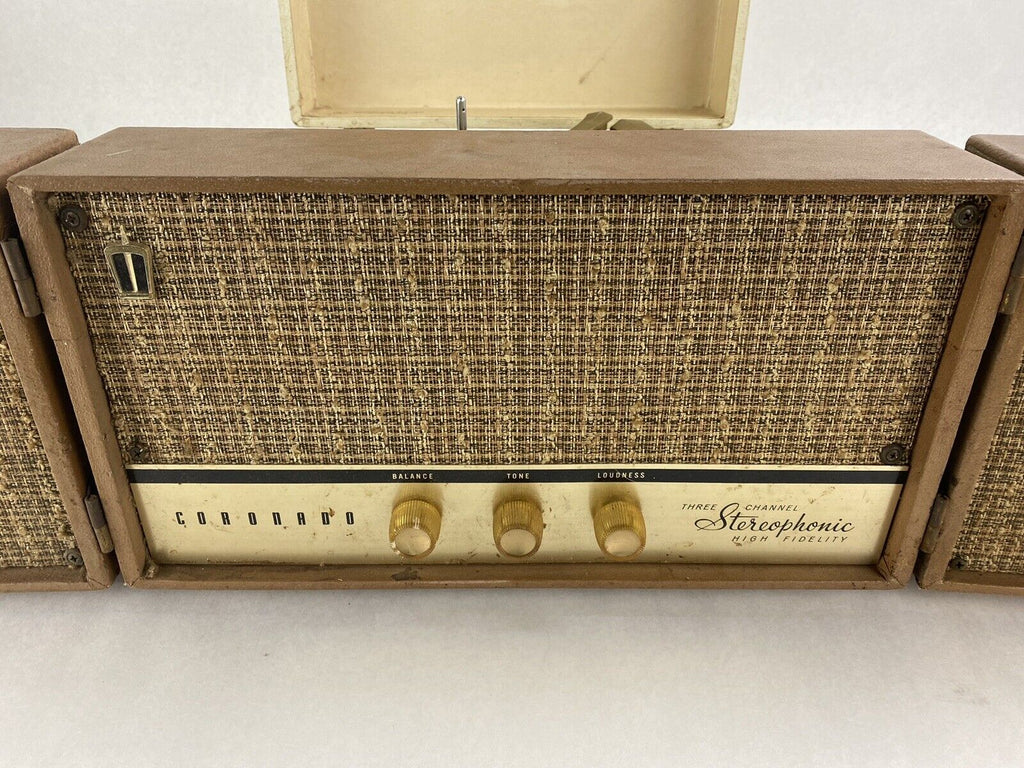 BALANCE TONE LOUDNESS
CORONADO
THREE CHANNEL
Stereophonic
HIGH FIDELITY